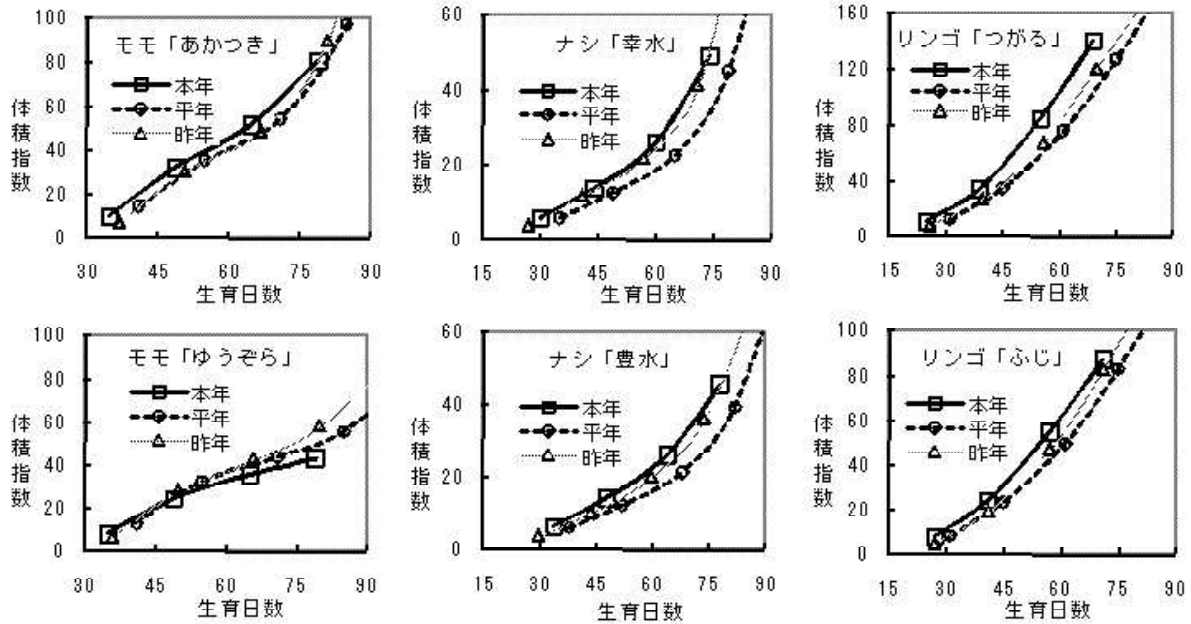 モモ「あかつき」
本年
平年
昨年
体積指数
100
80
60
40
20
0
30 45 60 75 90
生育日数
ナシ「幸水」
本年
平年
昨年
体積指数
60
40
20
0
15 30 45 60 75 90
生育日数
リンゴ「つがる」
本年
平年
昨年
体積指数
160
120
80
40
0
15 30 45 60 75 90
生育日数
モモ「ゆうぞら」
本年
平年
昨年
体積指数
100
80
60
40
20
0
30 45 60 75 90
生育日数
ナシ「豊水」
本年
平年
昨年
体積指数
60
40
20
0
15 30 45 60 75 90
生育日数
リンゴ「ふじ」
本年
平年
昨年
体積指数
100
80
60
40
20
0
15 30 45 60 75 90
生育日数